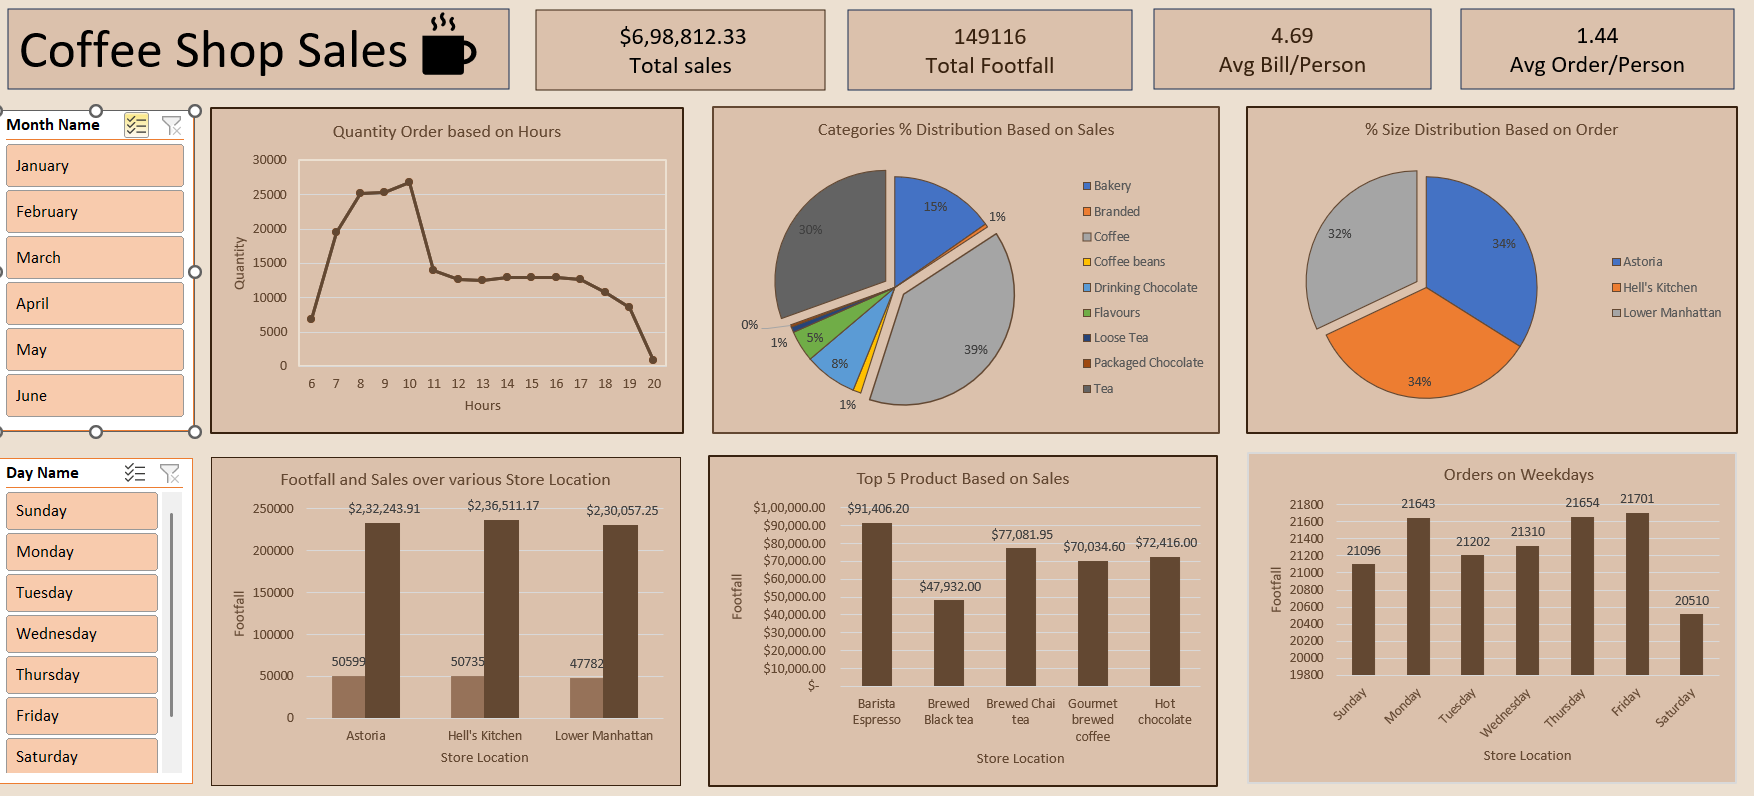 Coffee Shop Sales
$6,98,812.33
Total sales
149116
Total Footfall
4.69
Avg Bill/Person
1.44
Avg Order/Person
Month Name
January
February
March
April
May
June
Quantity Order based on Hours
30000
25000
20000
15000
10000
5000
0
Quantity
6 7 8 9 10 11 12 13 14 15 16 17 18 19 20
Hours
Categories % Distribution Based on Sales
15%
1%
39%
1%
8%
5%
1%
0%
30%
Bakery
Branded
Coffee
Coffee beans
Drinking Chocolate
Flavours
Loose Tea
Packaged Chocolate
Tea
% Size Distribution Based on Order
34%
34%
32%
Astoria
Hell's Kitchen
Lower Manhattan
Day Name
Sunday
Monday
Tuesday
Wednesday
Thursday
Friday
Saturday
Footfall and Sales over various Store Location
250000
200000
150000
100000
50000
0
Footfall
$2,32,243.91
$2,36,511.17
$2,30,057.25
50599
50735
47782
Astoria
Hell's Kitchen
Lower Manhattan
Store Location
Top 5 Product Based on Sales
$1,00,000.00
$90,000.00
$80,000.00
$70,000.00
$60,000.00
$50,000.00
$40,000.00
$30,000.00
$20,000.00
$10,000.00
$-
Footfall
$91,406.20
$47,932.00
$77,081.95
$70,034.60
$72,416.00
Barista
Espresso
Brewed
Black tea
Brewed Chai
tea
Gourmet
brewed
coffee
Hot
chocolate
Store Location
Orders on Weekdays
21800
21600
21400
21200
21000
20800
20600
20400
20200
20000
19800
Footfall
21096
21643
21202
21310
21654
21701
20510
Sunday
Monday
Tuesday
Wednesday
Thursday
Friday
Saturday
Store Location